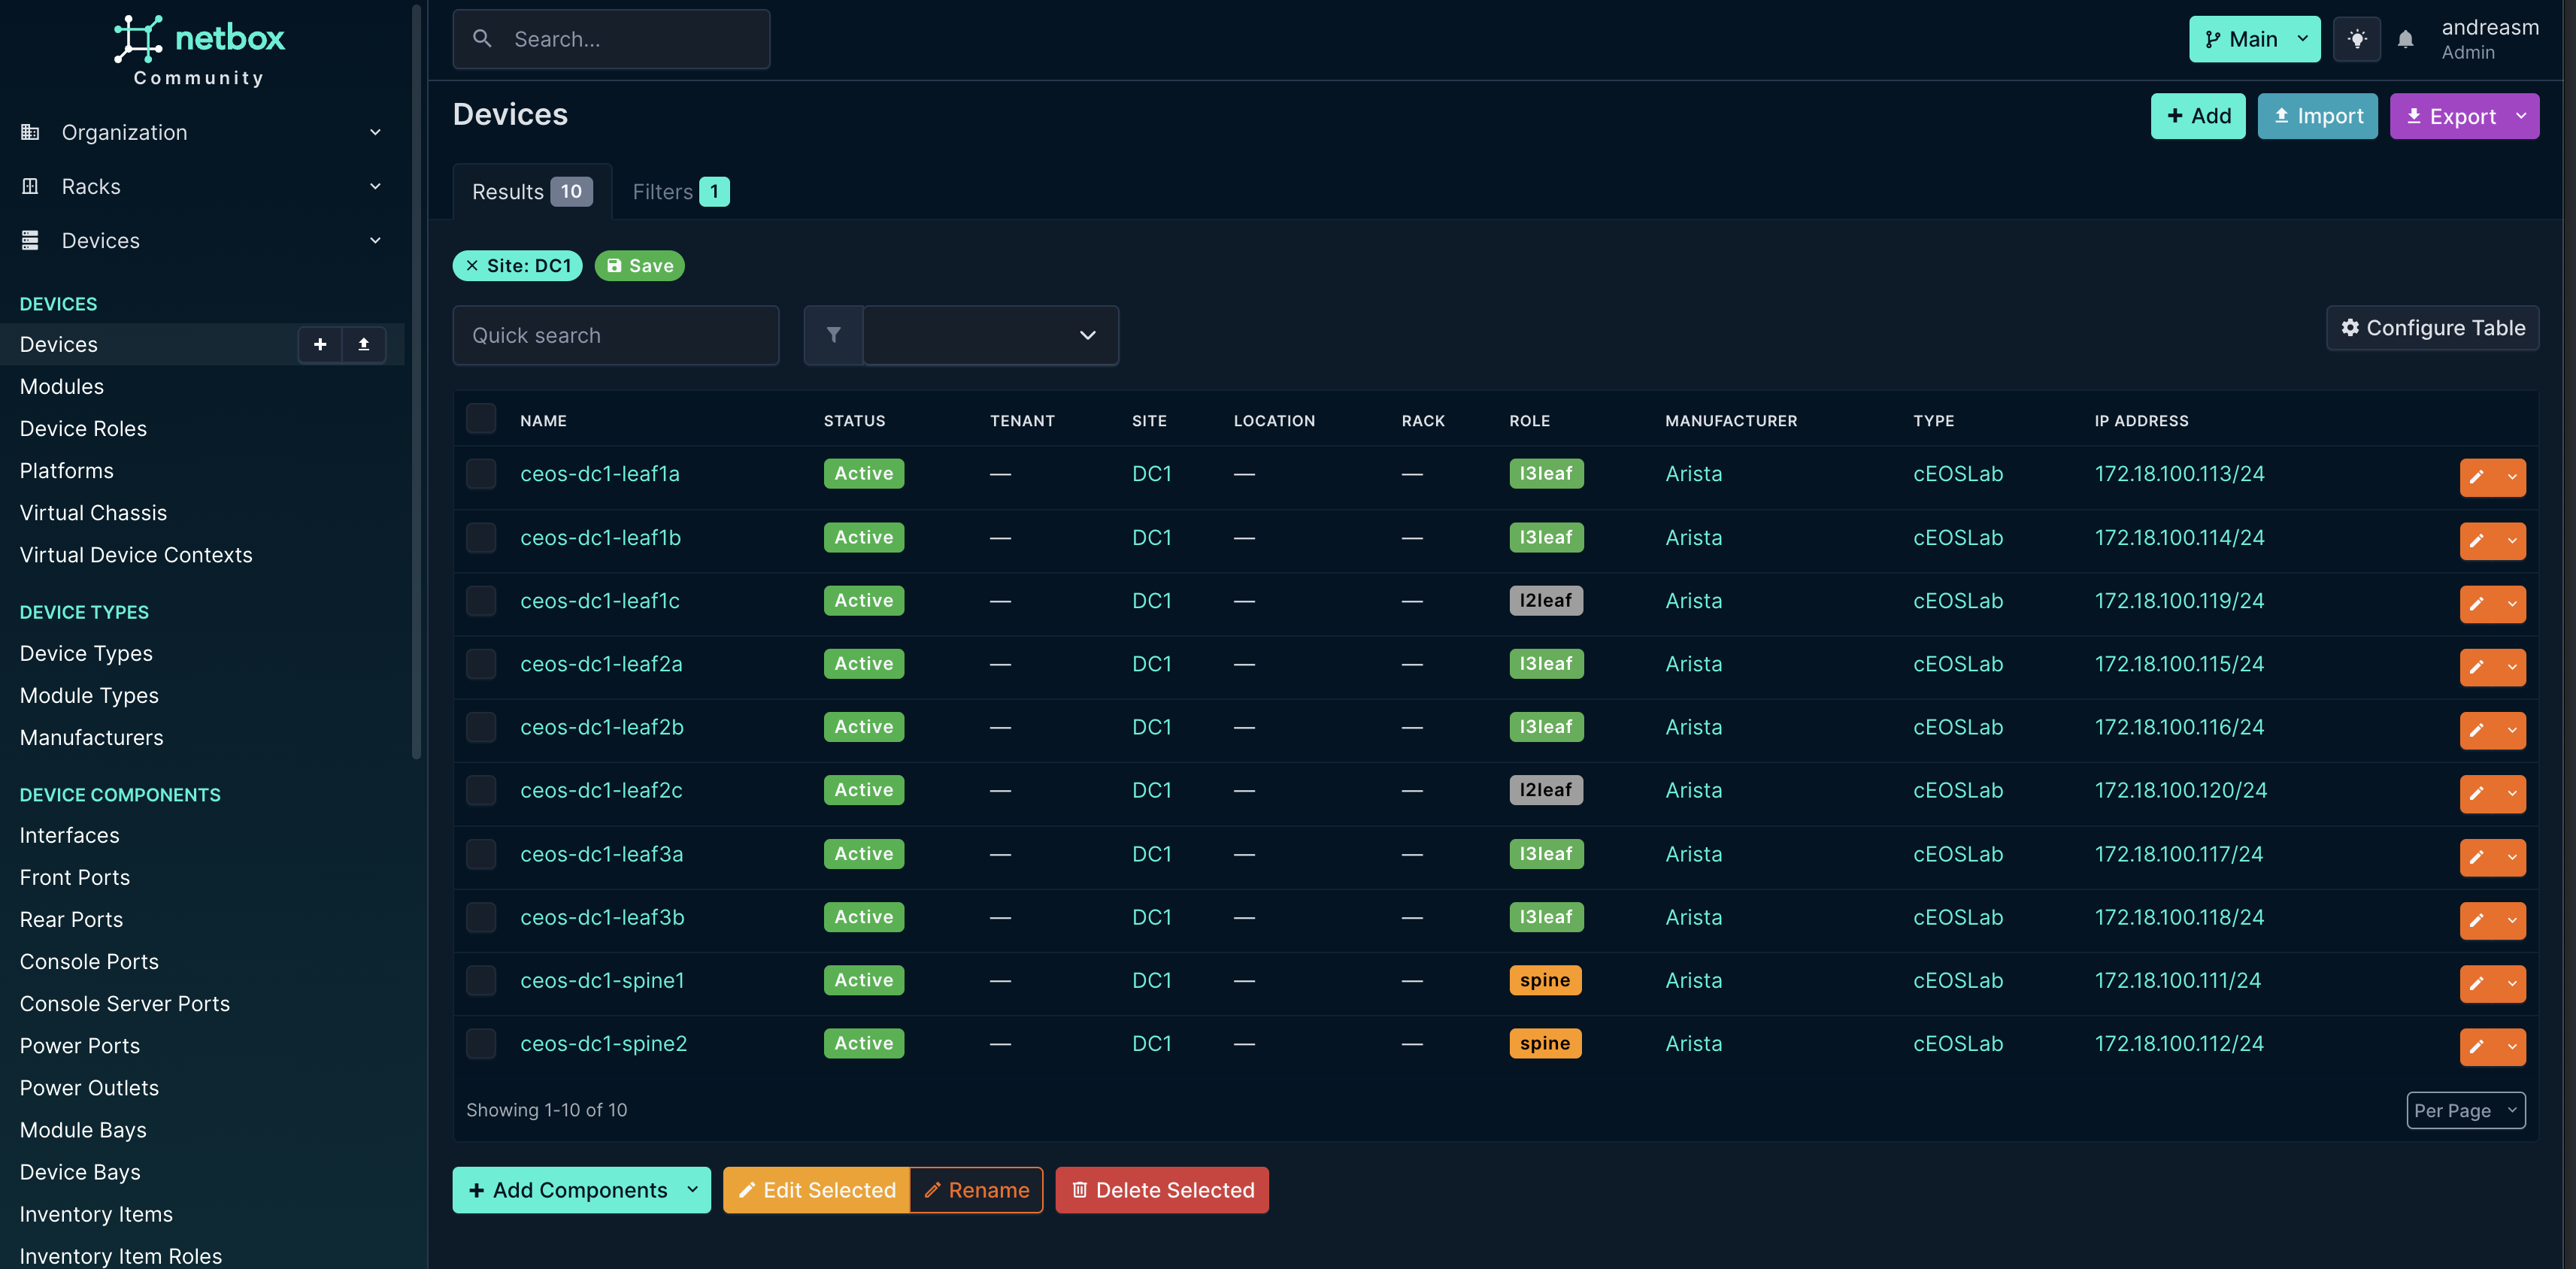 netbox
Community
Organization
Racks
Devices
DEVICES
Devices
Modules
Device Roles
Platforms
Virtual Chassis
Virtual Device Contexts
DEVICE TYPES
Device Types
Module Types
Manufacturers
DEVICE COMPONENTS
Interfaces
Front Ports
Rear Ports
Console Ports
Console Server Ports
Power Ports
Power Outlets
Module Bays
Device Bays
Inventory Items
Inventory Item Roles
Search...
Main
andreasm
Admin
Devices
Add Import Export
Results 10 Filters 1
Site: DC1 Save
Quick search
Configure Table
NAME STATUS TENANT SITE LOCATION RACK ROLE MANUFACTURER TYPE IP ADDRESS
ceos-dc1-leaf1a Active — DC1 — — l3leaf Arista cEOSLab 172.18.100.113/24
ceos-dc1-leaf1b Active — DC1 — — l3leaf Arista cEOSLab 172.18.100.114/24
ceos-dc1-leaf1c Active — DC1 — — l2leaf Arista cEOSLab 172.18.100.119/24
ceos-dc1-leaf2a Active — DC1 — — l3leaf Arista cEOSLab 172.18.100.115/24
ceos-dc1-leaf2b Active — DC1 — — l3leaf Arista cEOSLab 172.18.100.116/24
ceos-dc1-leaf2c Active — DC1 — — l2leaf Arista cEOSLab 172.18.100.120/24
ceos-dc1-leaf3a Active — DC1 — — l3leaf Arista cEOSLab 172.18.100.117/24
ceos-dc1-leaf3b Active — DC1 — — l3leaf Arista cEOSLab 172.18.100.118/24
ceos-dc1-spine1 Active — DC1 — — spine Arista cEOSLab 172.18.100.111/24
ceos-dc1-spine2 Active — DC1 — — spine Arista cEOSLab 172.18.100.112/24
Showing 1-10 of 10
Per Page
Add Components Edit Selected Rename Delete Selected